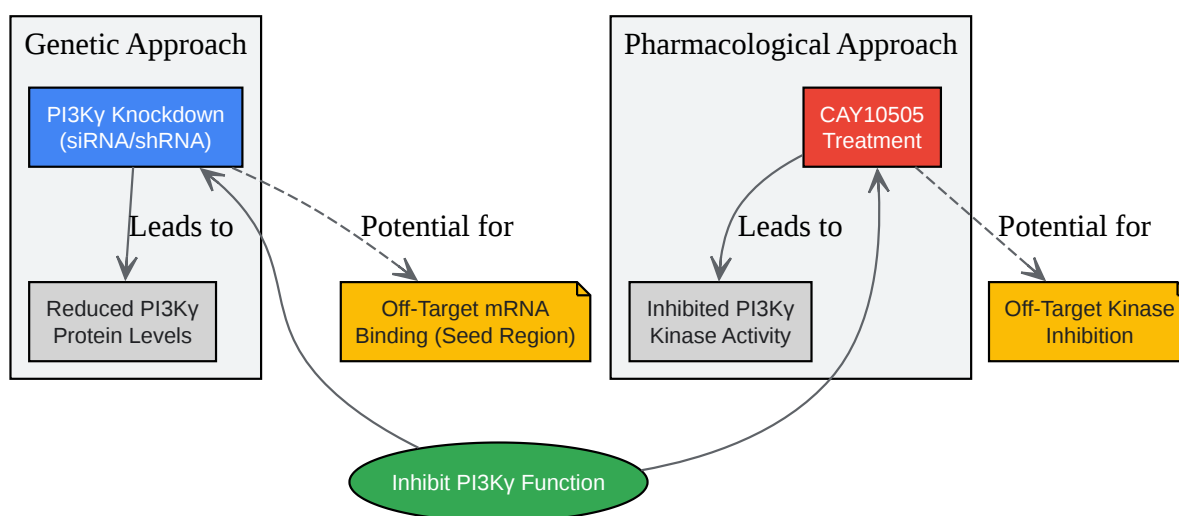 Genetic Approach
PI3Kγ Knockdown
(siRNA/shRNA)
Leads to
Potential for
Reduced PI3Kγ
Protein Levels
Off-Target mRNA
Binding (Seed Region)
Pharmacological Approach
CAY10505
Treatment
Leads to
Potential for
Inhibited PI3Kγ
Kinase Activity
Off-Target Kinase
Inhibition
Inhibit PI3Kγ Function